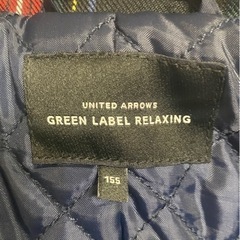 UNITED ARROWS
GREEN LABEL RELAXING
155